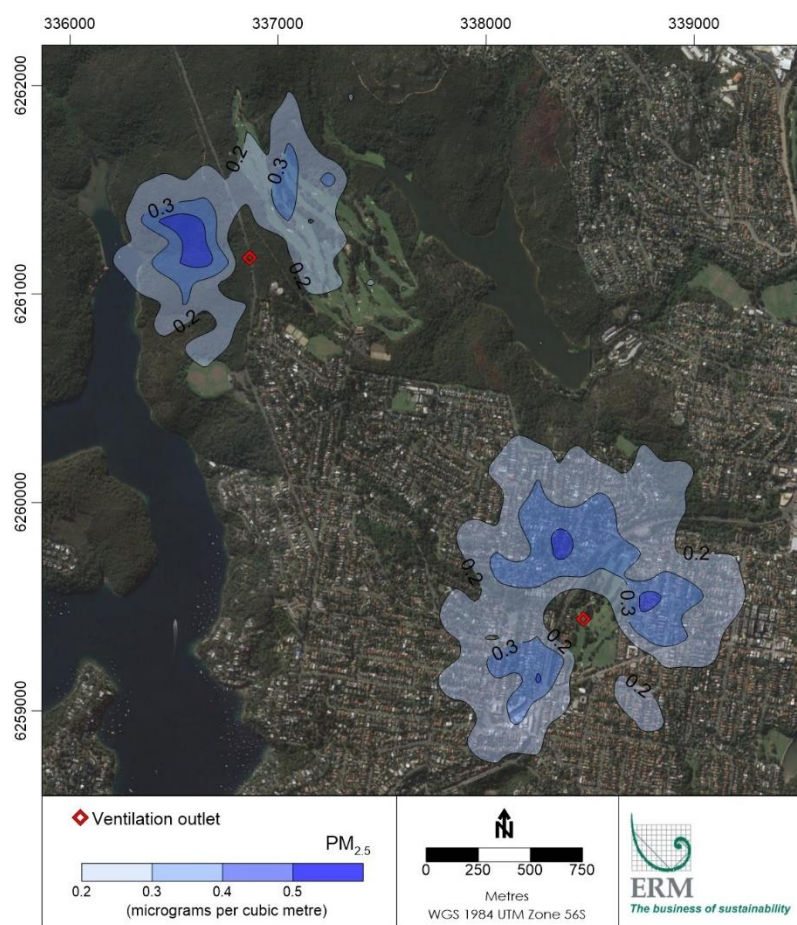 336000 337000 338000 339000
6262000
6261000
6260000
6259000
0.2
0.3
0.3
0.2
0.2
0.2
0.2
0.2
0.3
0.3
0.2
0.2
Ventilation outlet
PM2.5
0.2 0.3 0.4 0.5
(micrograms per cubic metre)
N
0 250 500 750
Metres
WGS 1984 UTM Zone 56S
ERM
The business of sustainability